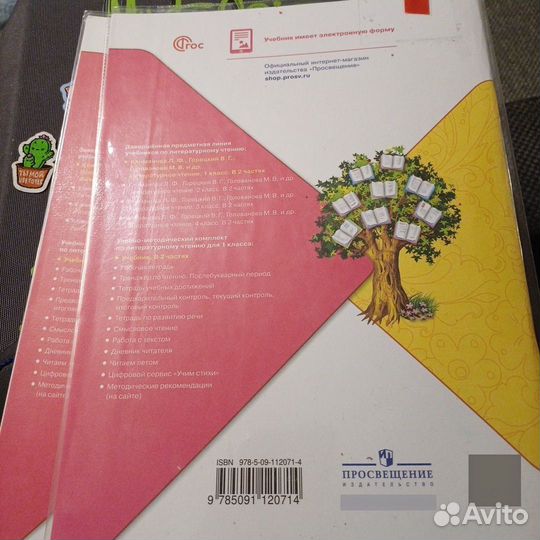 ФГОС
Учебник имеет электронную форму
Официальный интернет-магазин
издательства «Просвещение»
shop.prosv.ru
Завершённая предметная линия
учебников по литературному чтению:
• Климанова Л. Ф., Горецкий В. Г.,
Голованова М. В. и др.
Литературное чтение. 1 класс. В 2 частях
Климанова Л. Ф., Горецкий В. Г., Голованова М. В. и др.
Литературное чтение. 2 класс. В 2 частях
Климанова Л. Ф., Горецкий В. Г., Голованова М. В. и др.
чтение. 3 класс. В 2 частях
Горецкий В. Г., Голованова М. В. и др.
Литературное чтение. 4 класс. В 2 частях
Учебно-методический комплект
по литературному чтению для 1 класса:
• Учебник. В 2 частях
• Рабочая тетрадь
• Тренажёр по чтению. Послебукварный период
• Тетрадь учебных достижений
• Предварительный контроль, текущий контроль,
итоговый контроль
• Тетрадь по развитию речи
• Смысловое чтение
• Работа с текстом
• Дневник читателя
• Читаем летом
• Цифровой сервис «Учим стихи»
• Методические рекомендации
(на сайте)
ТЫ МОЙ
ЦВЕТОЧЕК
ISBN 978-5-09-112071-4
9 785091 120714
ПРОСВЕЩЕНИЕ
ИЗДАТЕЛЬСТВО
Avito